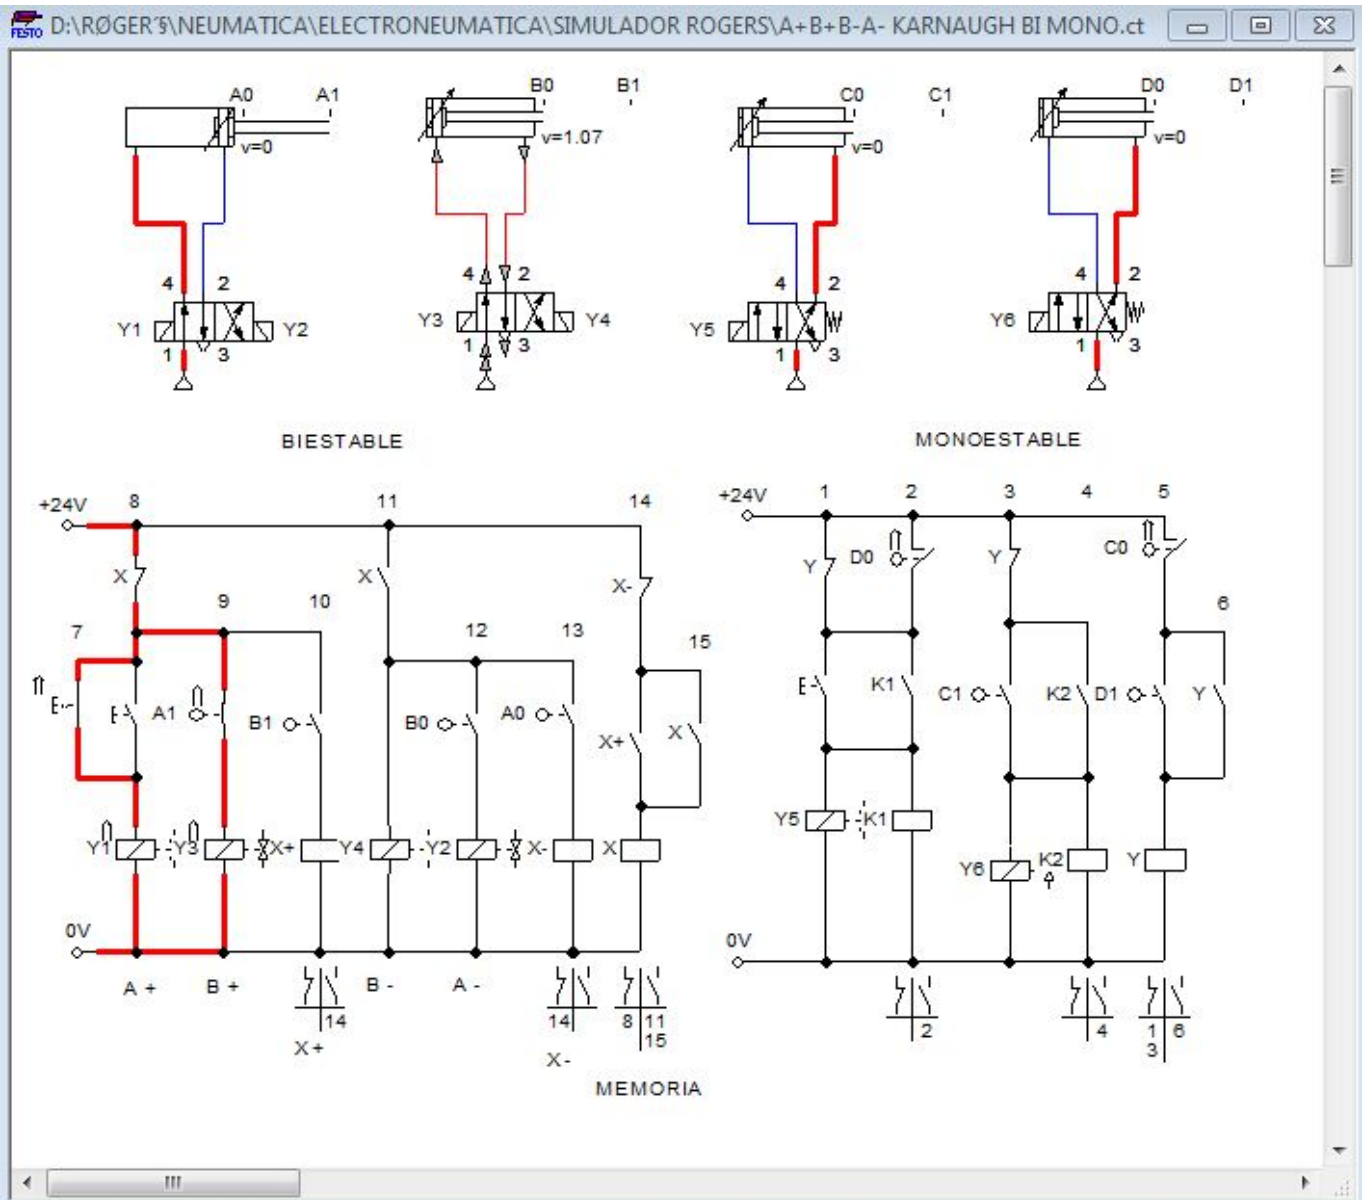 FESTO D:\RØGER´§\NEUMATICA\ELECTRONEUMATICA\SIMULADOR ROGERS\A+B+B-A- KARNAUGH BI MONO.ct
A0 A1 B0 B1 C0 C1 D0 D1
v=0 v=1.07 v=0 v=0
4 2 4 2 4 2 4 2
Y1 Y2 Y3 Y4 Y5 Y6
1 3 1 3 1 3 1 3
BIESTABLE MONOESTABLE
+24V 8 11 14 +24V 1 2 3 4 5
X X X- Y D0 Y C0
7 9 10 12 13 15 6
E E A1 B1 B0 A0 X+ X E K1 C1 K2 D1 Y
Y1 Y3 X+ Y4 Y2 X- X Y5 K1 Y6 K2 Y
0V 0V
A + B + B - A -
14 14 8 11 2 4 1 6
15 3
X + X -
MEMORIA